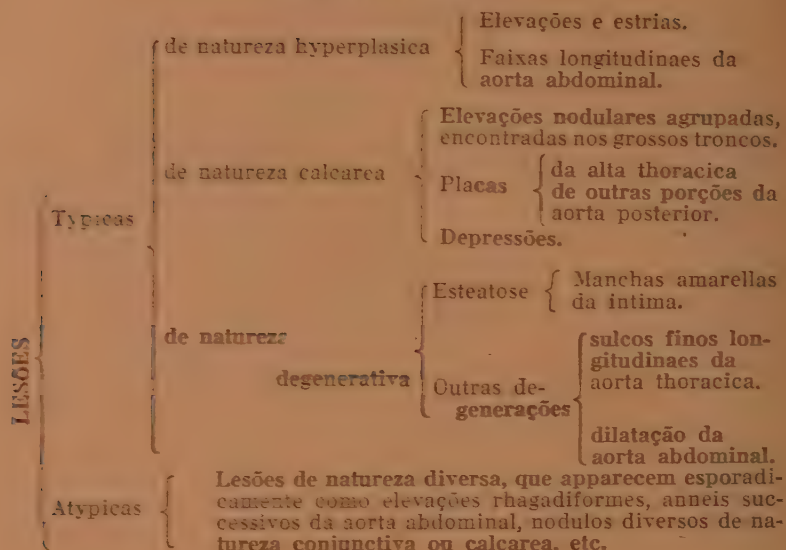 Elevações e estrias.
de natureza hyperplasica
Faixas longitudinaes da
aorta abdominal.
Elevações nodulares agrupadas,
encontradas nos grossos troncos.
de natureza calcarea
Placas
da alta thoracica
de outras porções da
aorta posterior.
Depressões.
Typicas
Esteatose
Manchas amarellas
da intima.
de natureza
degenerativa
Outras de-
generações
sulcos finos lon-
gitudinaes da
aorta thoracica.
dilatação da
aorta abdominal.
LESÕES
Atypicas
Lesões de natureza diversa, que apparecem esporadi-
camente como elevações rhagadiformes, anneis suc-
cessivos da aorta abdominal, nodulos diversos de na-
tureza conjunctiva ou calcarea, etc.